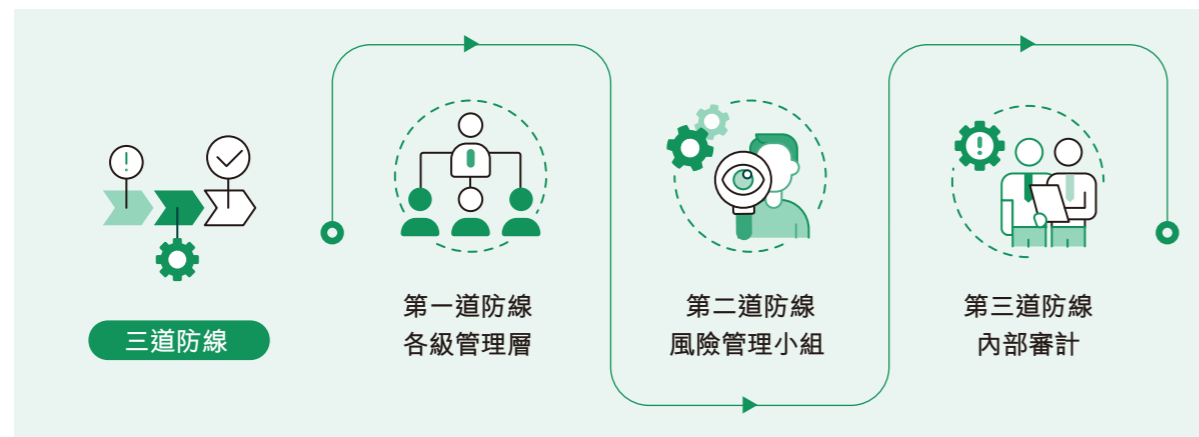 三道防線
第一道防線
各級管理層
第二道防線
風險管理小組
第三道防線
內部審計